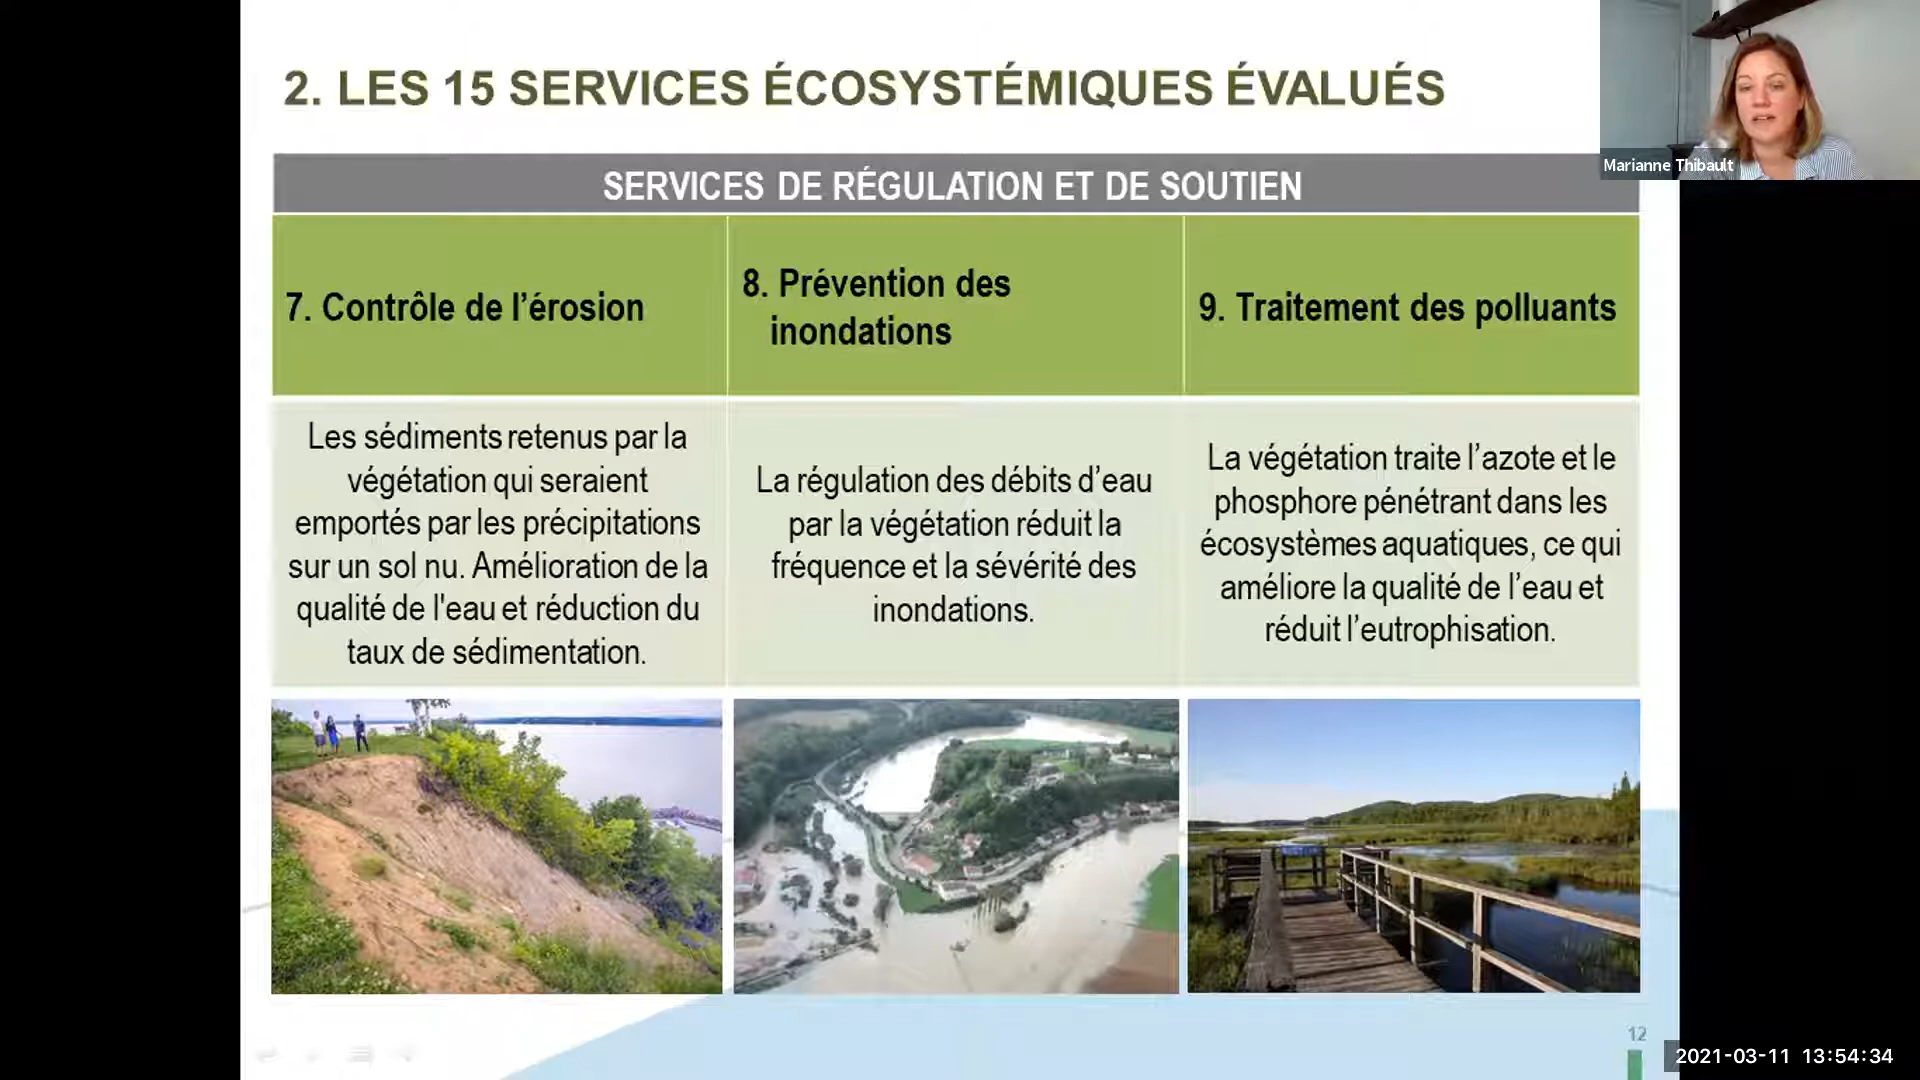 2. LES 15 SERVICES ÉCOSYSTÉMIQUES ÉVALUÉS
Marianne Thibault
SERVICES DE RÉGULATION ET DE SOUTIEN
7. Contrôle de l’érosion
8. Prévention des
inondations
9. Traitement des polluants
Les sédiments retenus par la
végétation qui seraient
emportés par les précipitations
sur un sol nu. Amélioration de la
qualité de l'eau et réduction du
taux de sédimentation.
La régulation des débits d’eau
par la végétation réduit la
fréquence et la sévérité des
inondations.
La végétation traite l’azote et le
phosphore pénétrant dans les
écosystèmes aquatiques, ce qui
améliore la qualité de l’eau et
réduit l’eutrophisation.
12
2021-03-11 13:54:34